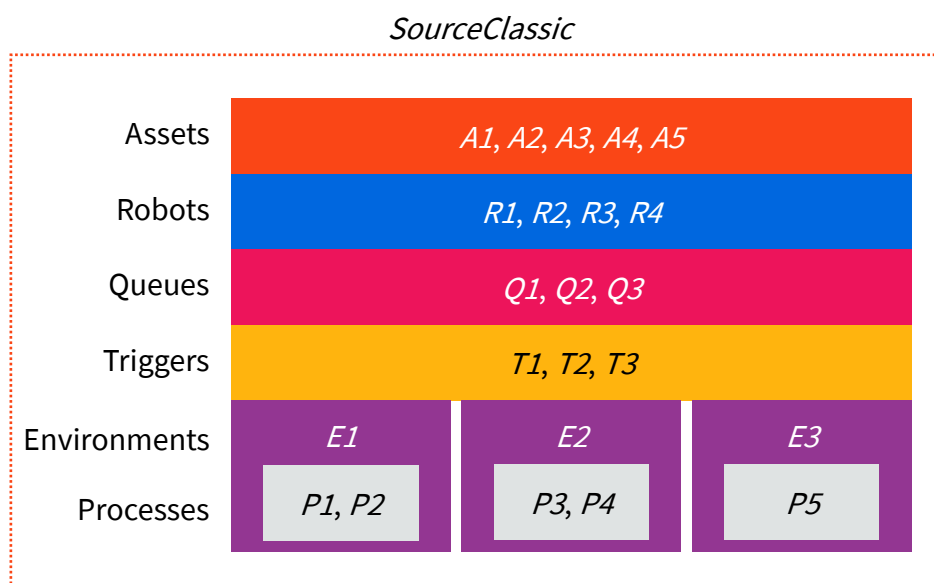 SourceClassic
Assets A1, A2, A3, A4, A5
Robots R1, R2, R3, R4
Queues Q1, Q2, Q3
Triggers T1, T2, T3
Environments E1 E2 E3
Processes P1, P2 P3, P4 P5